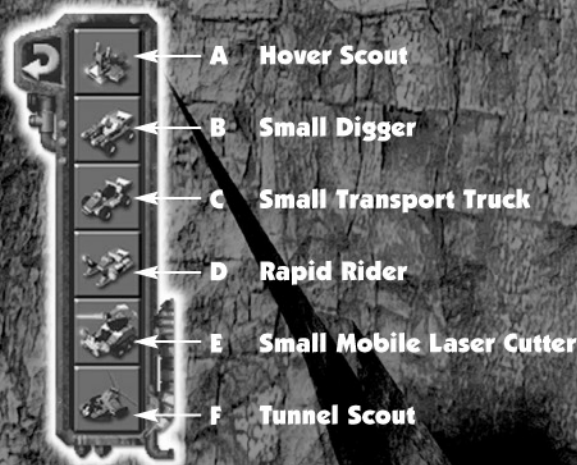 A Hover Scout
B Small Digger
C Small Transport Truck
D Rapid Rider
E Small Mobile Laser Cutter
F Tunnel Scout